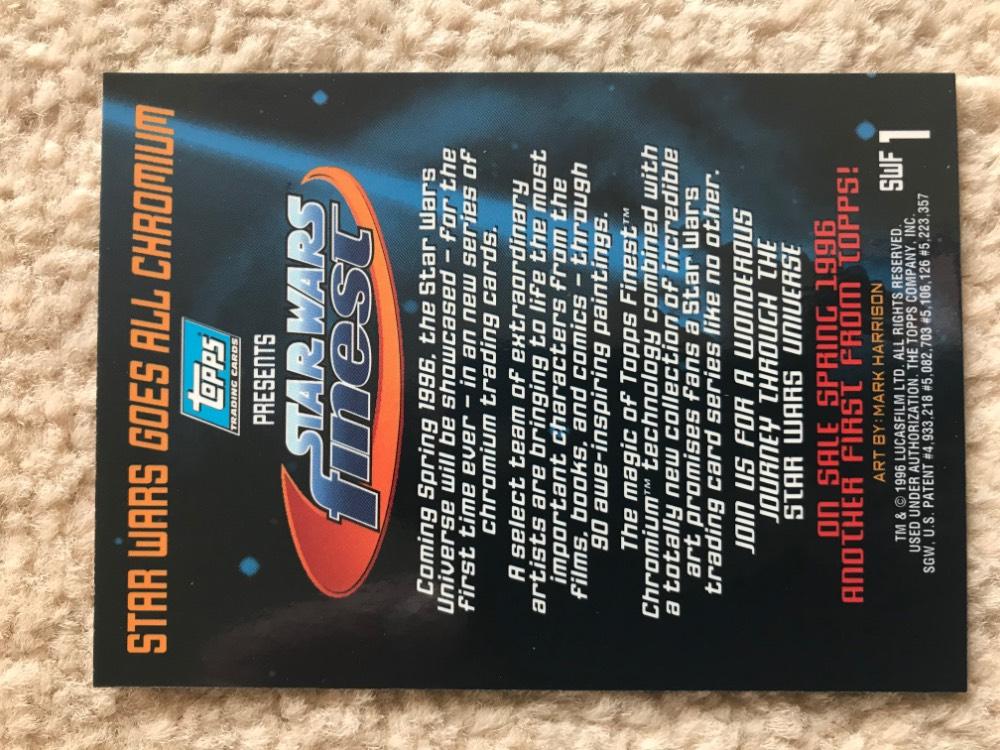 STAR WARS GOES ALL CHROMIUM
topps
TRADING CARDS
PRESENTS
STAR WARS
finest
Coming Spring 1996, the Star Wars
Universe will be showcased - for the
first time ever - in an new series of
chromium trading cards.
A select team of extraordinary
artists are bringing to life the most
important characters from the
films, books, and comics - through
90 awe-inspiring paintings.
The magic of Topps Finest™
Chromium™ technology combined with
a totally new collection of incredible
art promises fans a Star Wars
trading card series like no other.
JOIN US FOR A WONDEROUS
JOURNEY THROUGH THE
STAR WARS UNIVERSE
ON SALE SPRING 1996
ANOTHER FIRST FROM TOPPS!
ART BY: MARK HARRISON
TM & © 1996 LUCASFILM LTD. ALL RIGHTS RESERVED.
USED UNDER AUTHORIZATION. THE TOPPS COMPANY, INC.
SGW. U.S. PATENT #4,933,218 #5,082,703 #5,106,126 #5,223,357
SWF 1